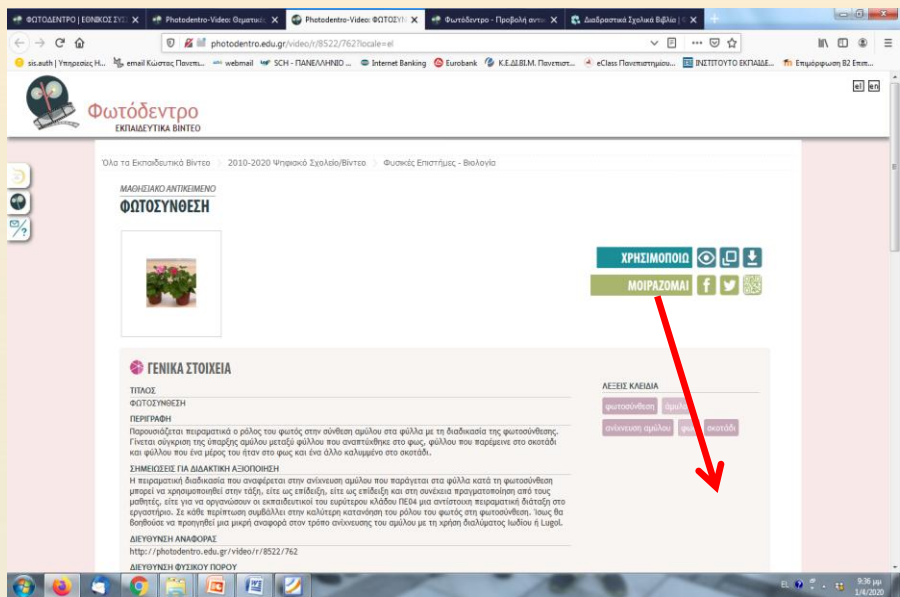 ΦΩΤΟΔΕΝΤΡΟ | ΕΘΝΙΚΟΣ ΣΥΣ
Photodentro-Video: Θεματικέ
Photodentro-Video: ΦΩΤΟΣΥΝ
Φωτόδεντρο - Προβολή αντι
Διαδραστικά Σχολικά Βιβλία |
photodentro.edu.gr/video/r/8522/762?locale=el
sis.auth | Υπηρεσίες Η...
email Κώστας Πανεπι...
webmail
SCH - ΠΑΝΕΛΛΗΝΙΟ ...
Internet Banking
Eurobank
Κ.Ε.ΔΙ.ΒΙ.Μ. Πανεπιστ...
eClass Πανεπιστημίου...
ΙΝΣΤΙΤΟΥΤΟ ΕΚΠΑΙΔΕ...
Επιμόρφωση Β2 Επιπ...
el en
Φωτόδεντρο
ΕΚΠΑΙΔΕΥΤΙΚΑ ΒΙΝΤΕΟ
Όλα τα Εκπαιδευτικά Βίντεο
2010-2020 Ψηφιακό Σχολείο/Βίντεο
Φυσικές Επιστήμες - Βιολογία
ΜΑΘΗΣΙΑΚΟ ΑΝΤΙΚΕΙΜΕΝΟ
ΦΩΤΟΣΥΝΘΕΣΗ
ΧΡΗΣΙΜΟΠΟΙΩ
ΜΟΙΡΑΖΟΜΑΙ
ΓΕΝΙΚΑ ΣΤΟΙΧΕΙΑ
ΤΙΤΛΟΣ
ΦΩΤΟΣΥΝΘΕΣΗ
ΠΕΡΙΓΡΑΦΗ
Παρουσιάζεται πειραματικά ο ρόλος του φωτός στην σύνθεση αμύλου στα φύλλα με τη διαδικασία της φωτοσύνθεσης.
Γίνεται σύγκριση της ύπαρξης αμύλου μεταξύ φύλλου που αναπτύχθηκε στο φως, φύλλου που παρέμεινε στο σκοτάδι
και φύλλου που ένα μέρος του ήταν στο φως και ένα άλλο καλυμμένο στο σκοτάδι.
ΣΗΜΕΙΩΣΕΙΣ ΓΙΑ ΔΙΔΑΚΤΙΚΗ ΑΞΙΟΠΟΙΗΣΗ
Η πειραματική διαδικασία που αναφέρεται στην ανίχνευση αμύλου που παράγεται στα φύλλα κατά τη φωτοσύνθεση
μπορεί να χρησιμοποιηθεί στην τάξη, είτε ως επίδειξη, είτε ως επίδειξη και στη συνέχεια πραγματοποίηση από τους
μαθητές, είτε για να οργανώσουν οι εκπαιδευτικοί του ευρύτερου κλάδου ΠΕ04 μια αντίστοιχη πειραματική διάταξη στο
εργαστήριο. Σε κάθε περίπτωση συμβάλλει στην καλύτερη κατανόηση του ρόλου του φωτός στη φωτοσύνθεση. Ίσως θα
βοηθούσε να προηγηθεί μια μικρή αναφορά στον τρόπο ανίχνευσης του αμύλου με τη χρήση διαλύματος Ιωδίου ή Lugol.
ΔΙΕΥΘΥΝΣΗ ΑΝΑΦΟΡΑΣ
http://photodentro.edu.gr/video/r/8522/762
ΔΙΕΥΘΥΝΣΗ ΦΥΣΙΚΟΥ ΠΟΡΟΥ
ΛΕΞΕΙΣ ΚΛΕΙΔΙΑ
φωτοσύνθεση
ανίχνευση αμύλου
σκοτάδι
EL
9:36 μμ
1/4/2020